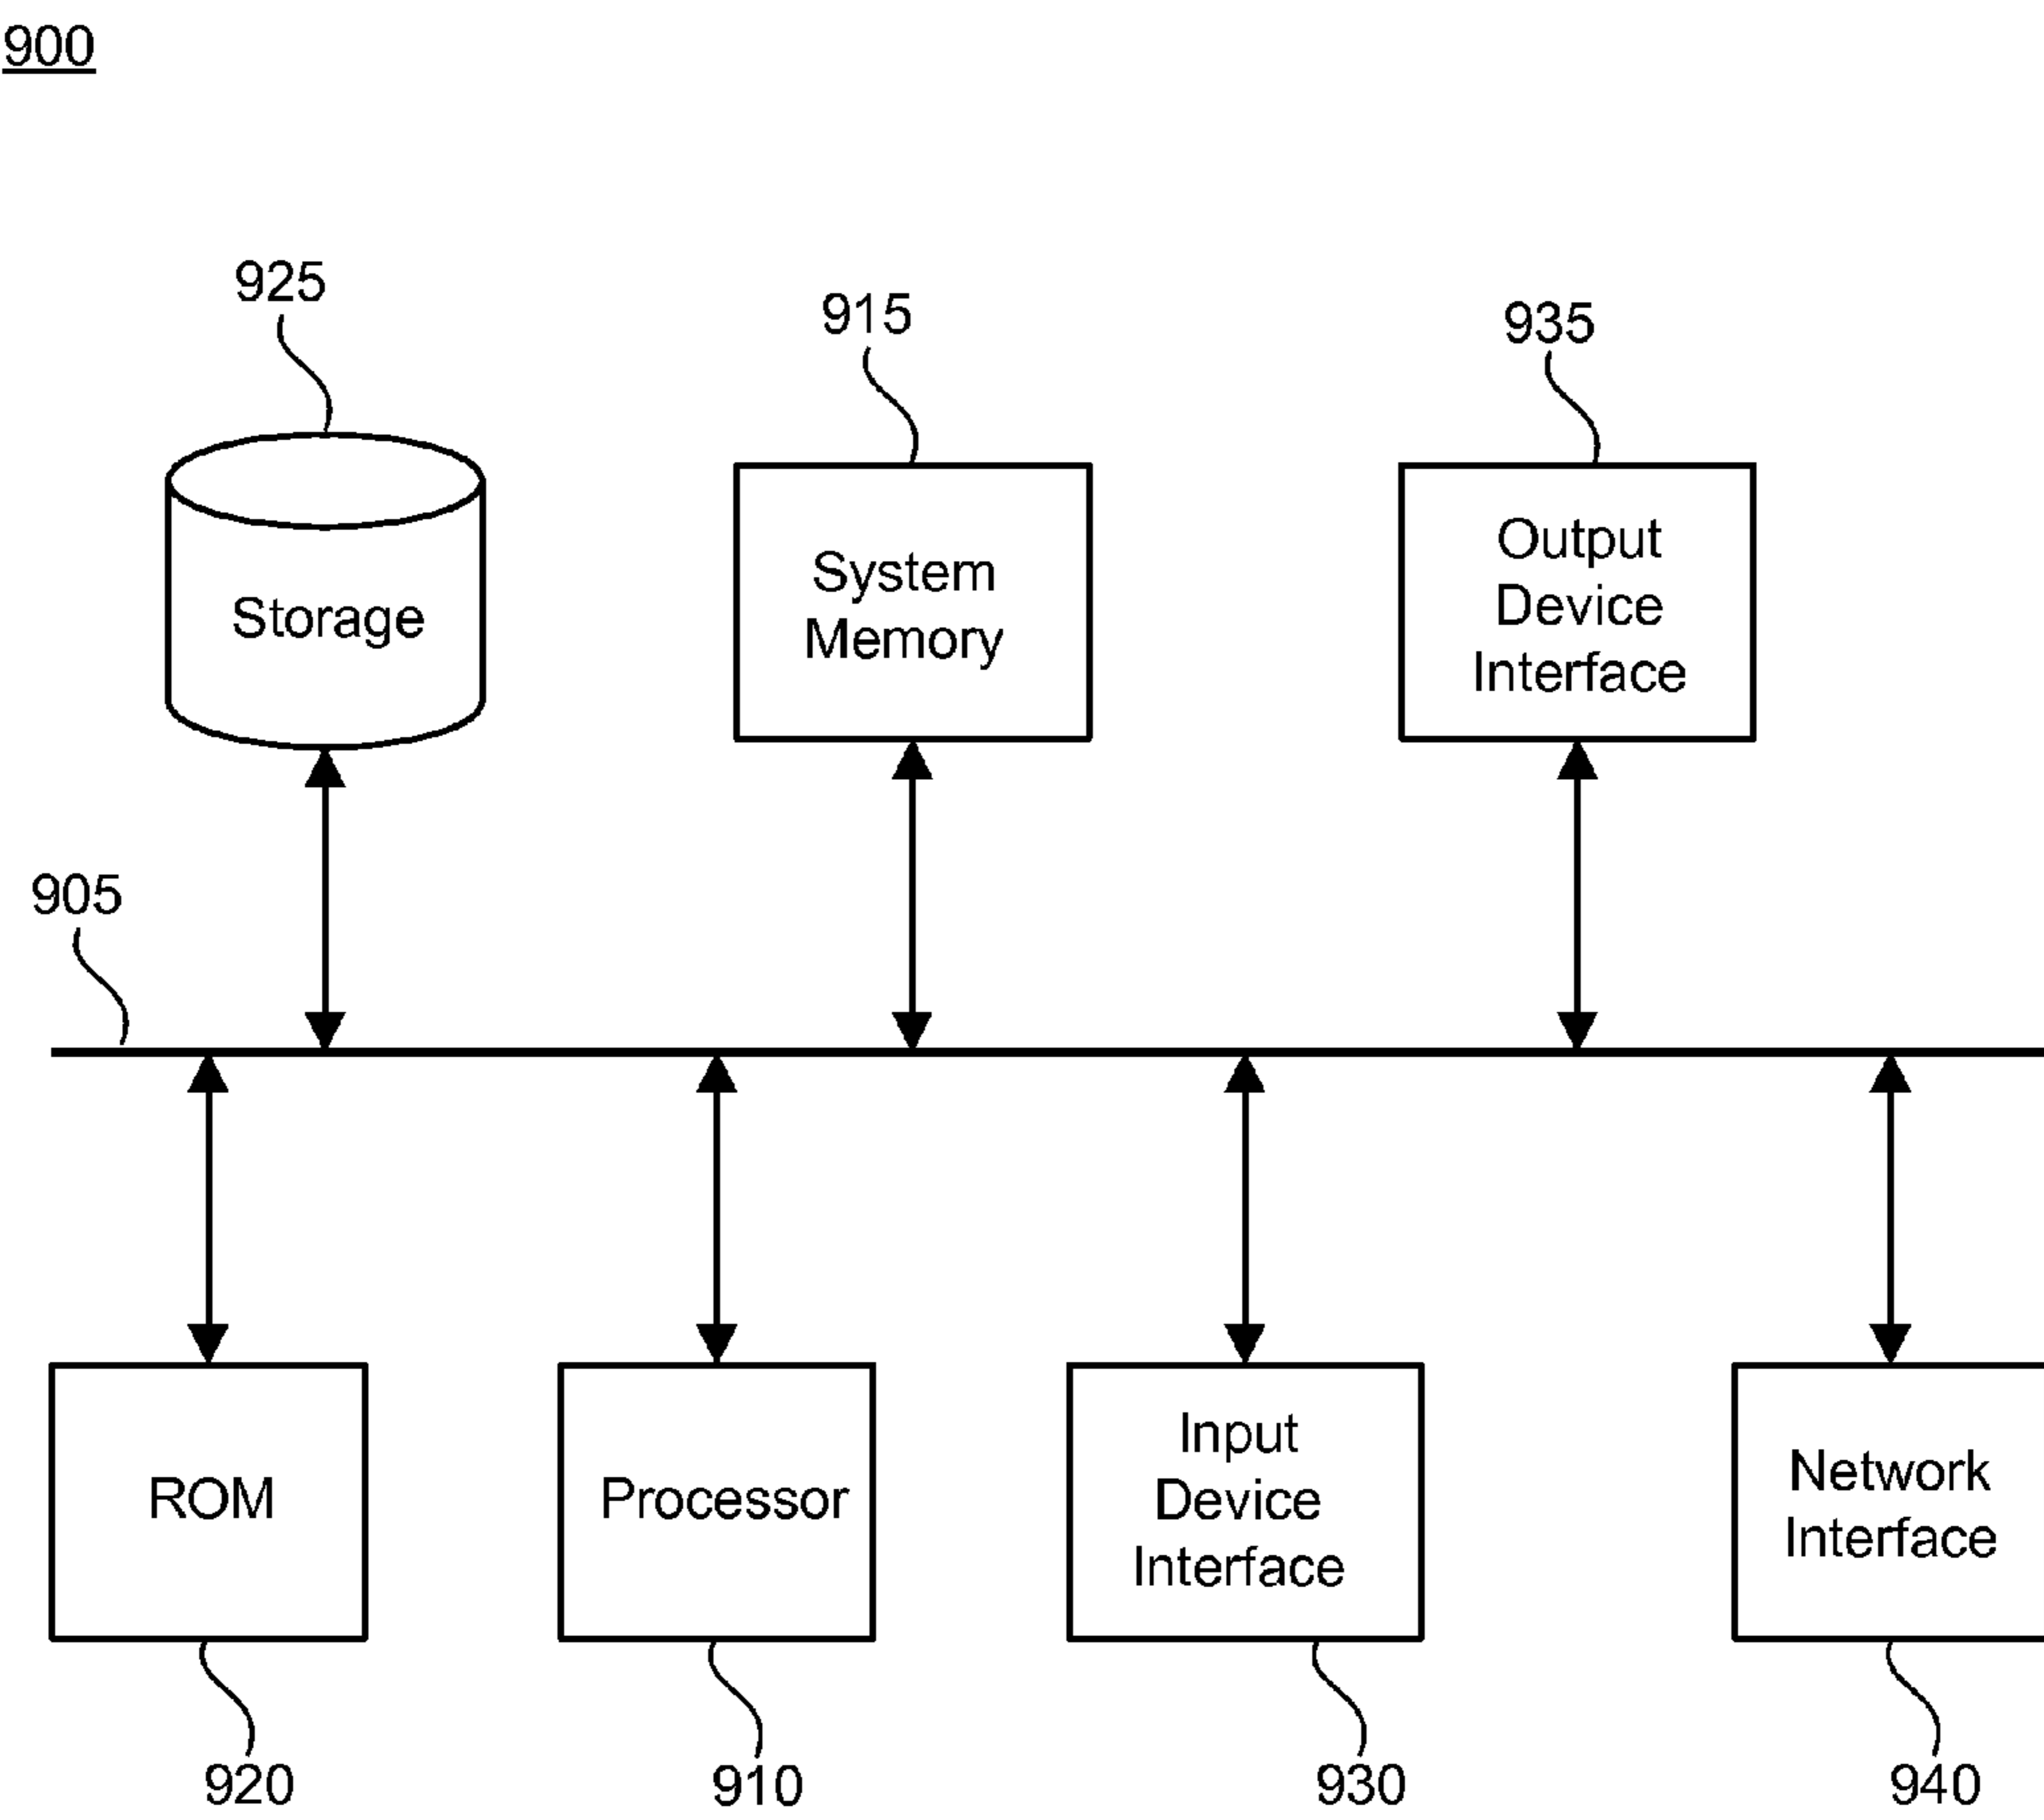 900
925
915
935
Storage
System
Memory
Output
Device
Interface
905
ROM
Processor
Input
Device
Interface
Network
Interface
920
910
930
940